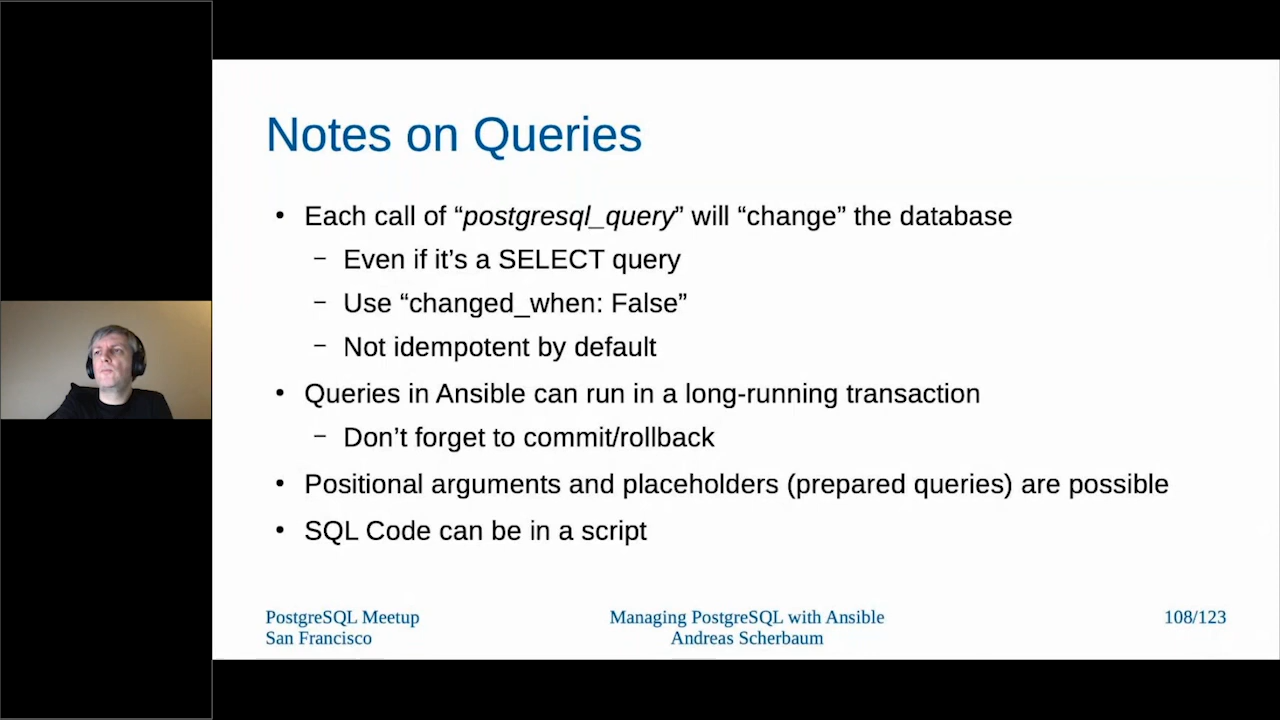 Notes on Queries
• Each call of “postgresql_query” will “change” the database
– Even if it’s a SELECT query
– Use “changed_when: False”
– Not idempotent by default
• Queries in Ansible can run in a long-running transaction
– Don’t forget to commit/rollback
• Positional arguments and placeholders (prepared queries) are possible
• SQL Code can be in a script
PostgreSQL Meetup
San Francisco
Managing PostgreSQL with Ansible
Andreas Scherbaum
108/123